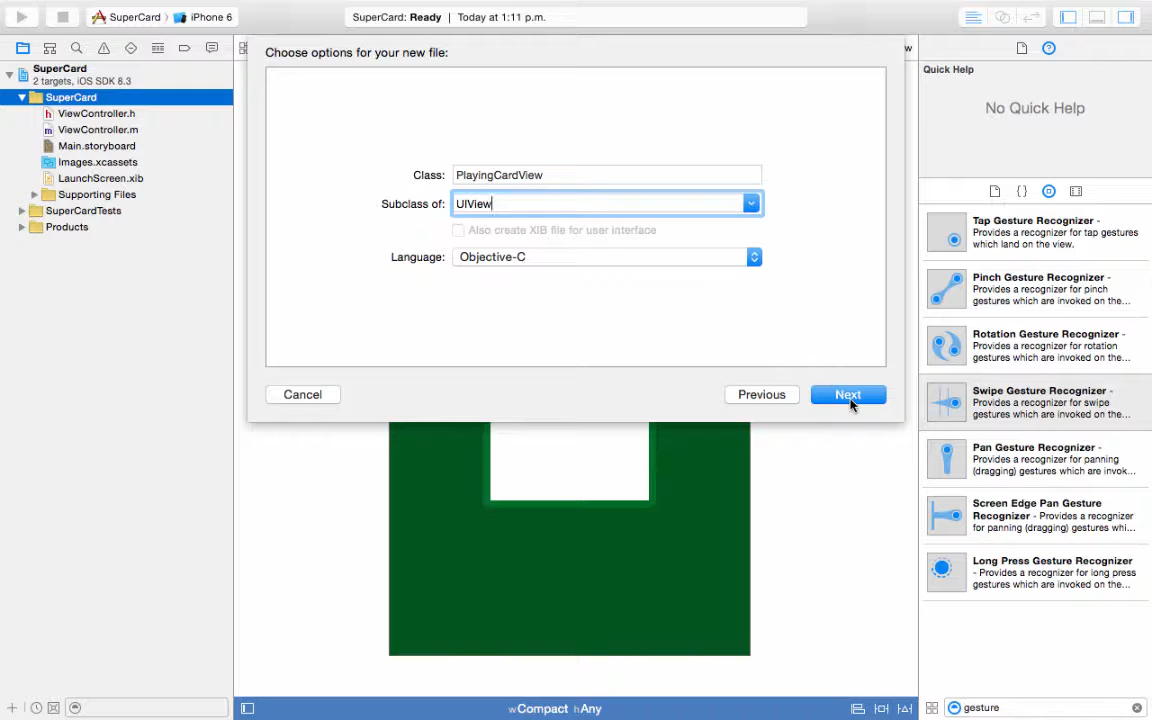 SuperCard
iPhone 6
SuperCard: Ready | Today at 1:11 p.m.
SuperCard
2 targets, iOS SDK 8.3
SuperCard
h ViewController.h
m ViewController.m
Main.storyboard
Images.xcassets
LaunchScreen.xib
Supporting Files
SuperCardTests
Products
Choose options for your new file:
Class: PlayingCardView
Subclass of: UIView
Also create XIB file for user interface
Language: Objective-C
Cancel
Previous
Next
wCompact hAny
Quick Help
No Quick Help
Tap Gesture Recognizer -
Provides a recognizer for tap gestures
which land on the view.
Pinch Gesture Recognizer -
Provides a recognizer for pinch
gestures which are invoked on the...
Rotation Gesture Recognizer -
Provides a recognizer for rotation
gestures which are invoked on the...
Swipe Gesture Recognizer -
Provides a recognizer for swipe
gestures which are invoked on the...
Pan Gesture Recognizer -
Provides a recognizer for panning
(dragging) gestures which are invok...
Screen Edge Pan Gesture
Recognizer - Provides a recognizer
for panning (dragging) gestures whi...
Long Press Gesture Recognizer
- Provides a recognizer for long press
gestures which are invoked on the...
gesture